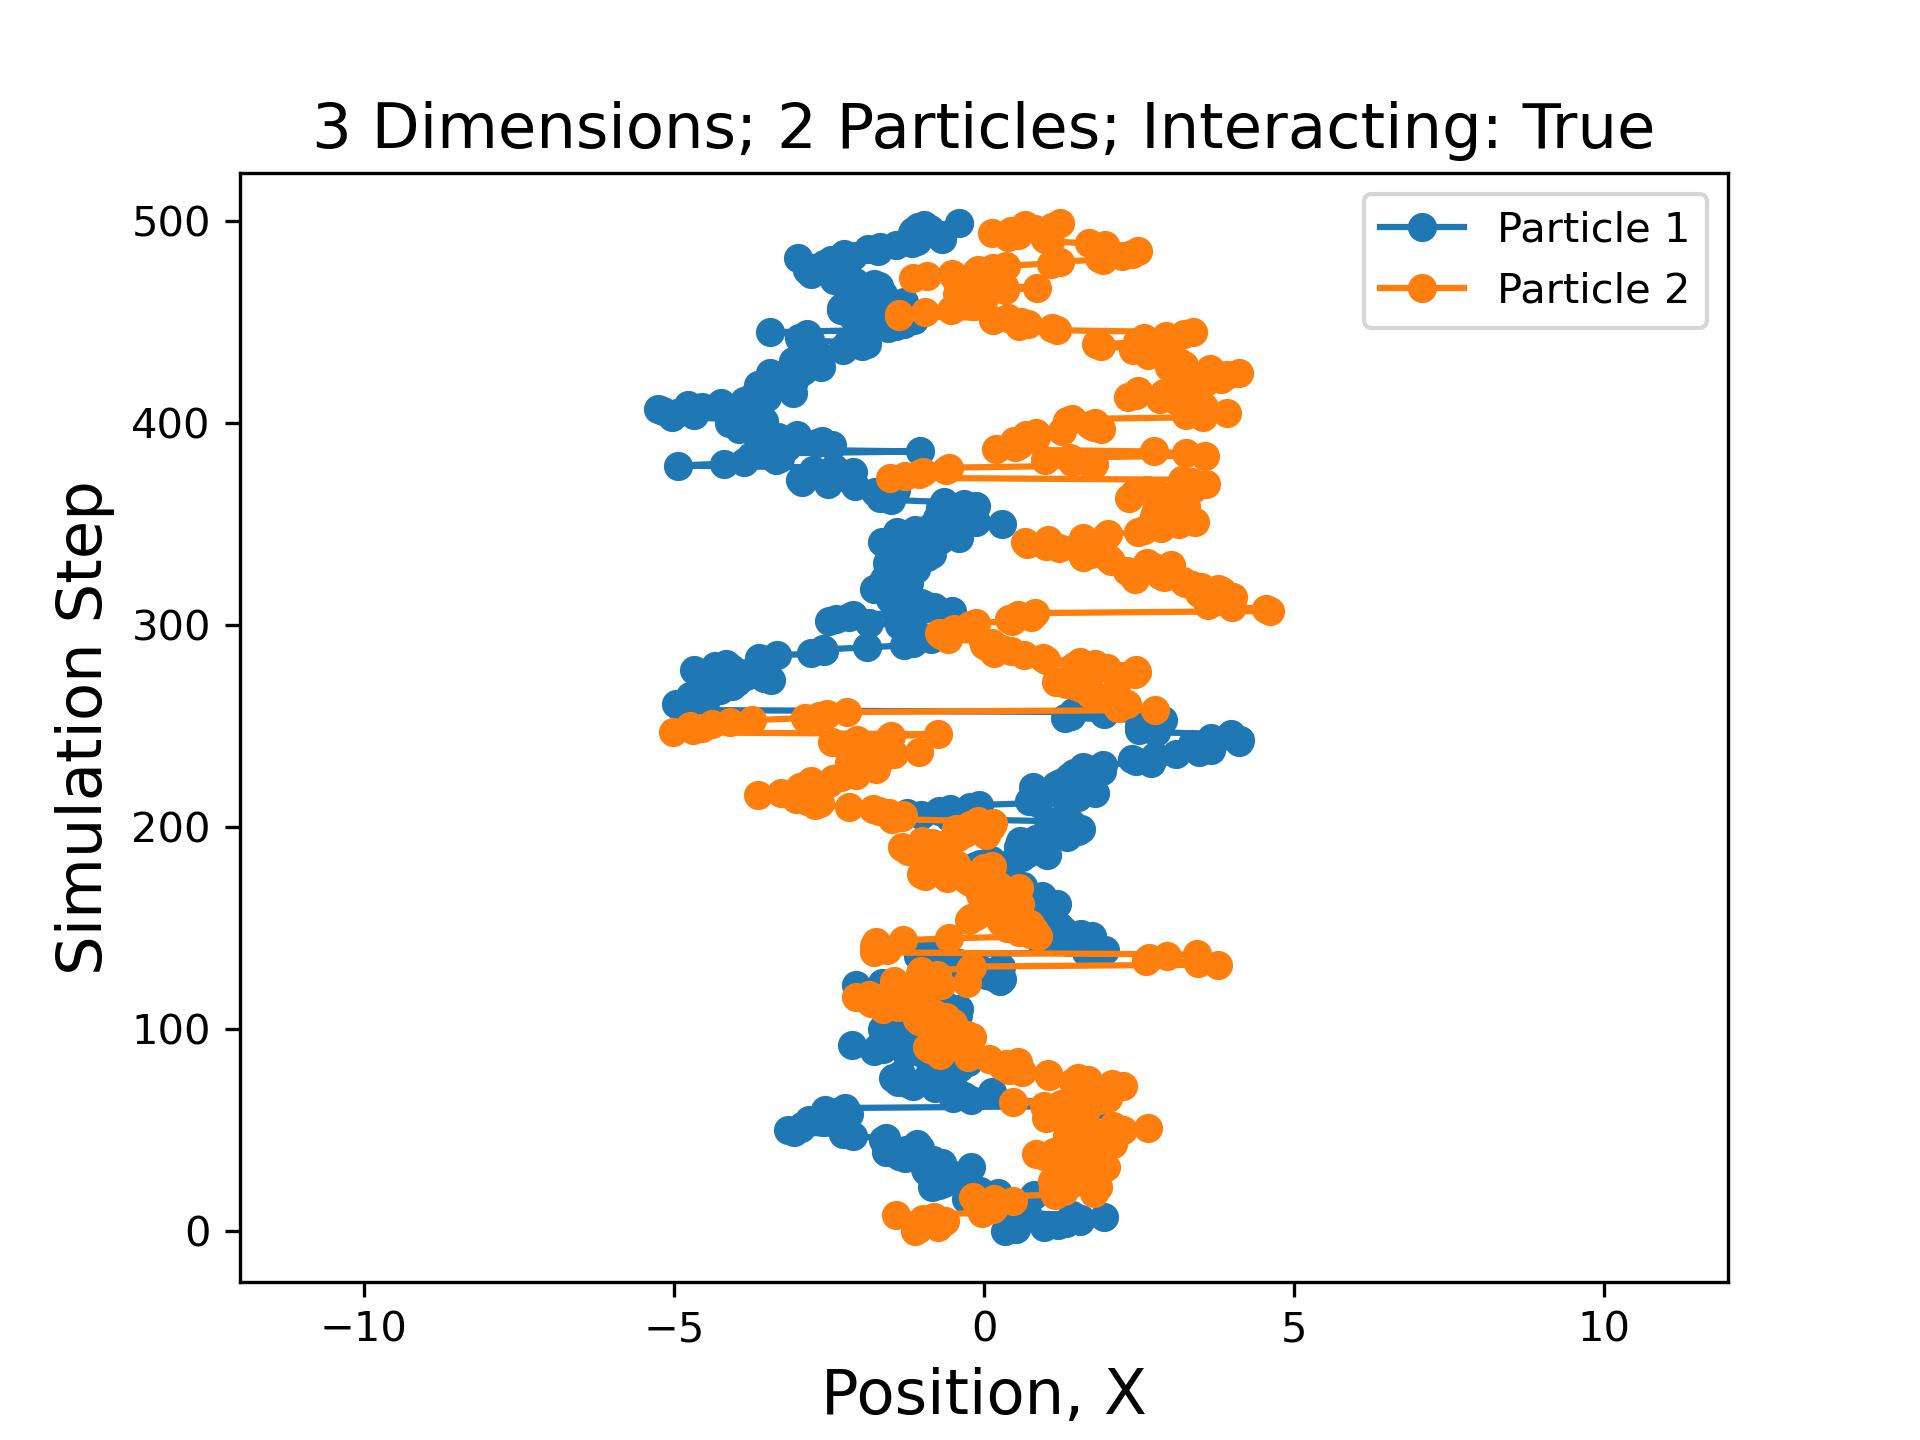 3 Dimensions; 2 Particles; Interacting: True
Particle 1
Particle 2
Simulation Step
500
400
300
200
100
0
−10
−5
0
5
10
Position, X